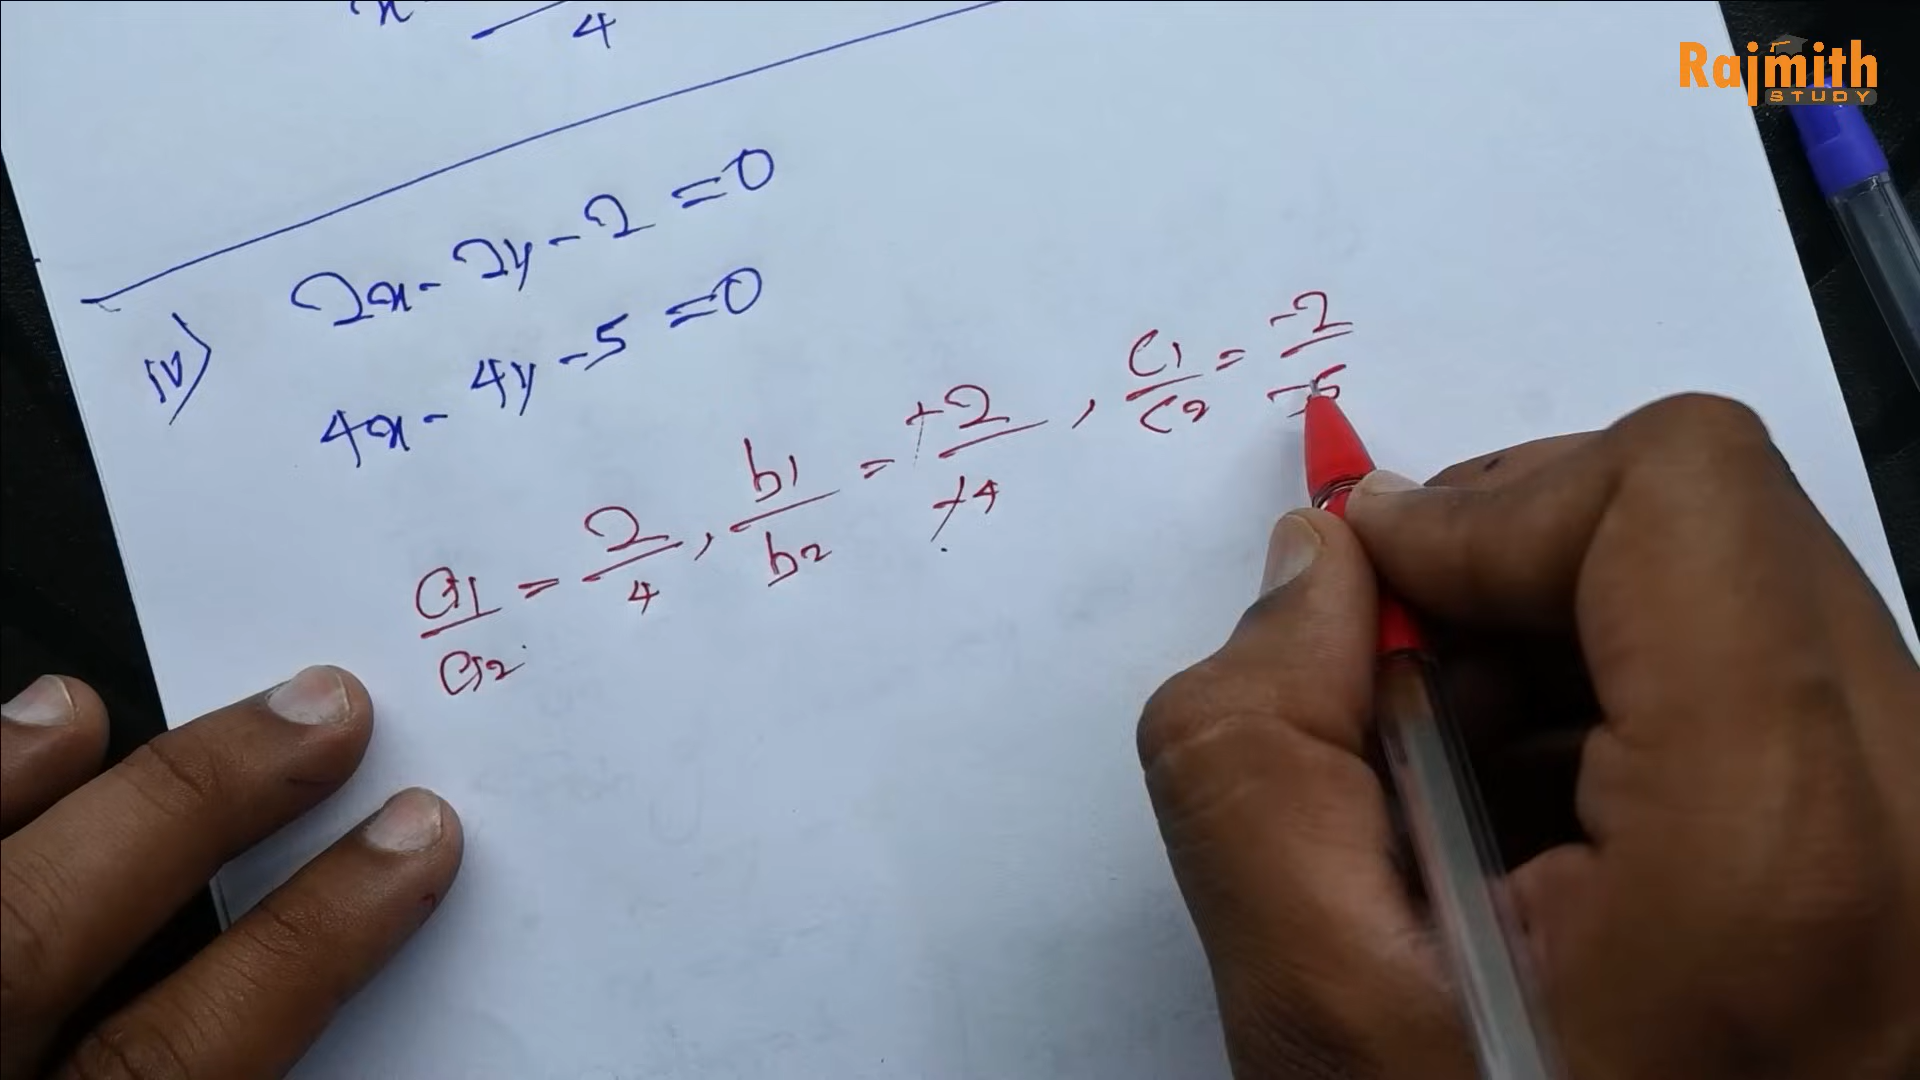 x
4
Rajmith
STUDY
iv) 2x - 2y - 2 = 0
4x - 4y - 5 = 0
a1/a2 = 2/4, b1/b2 = -2/-4, c1/c2 = -2/-5